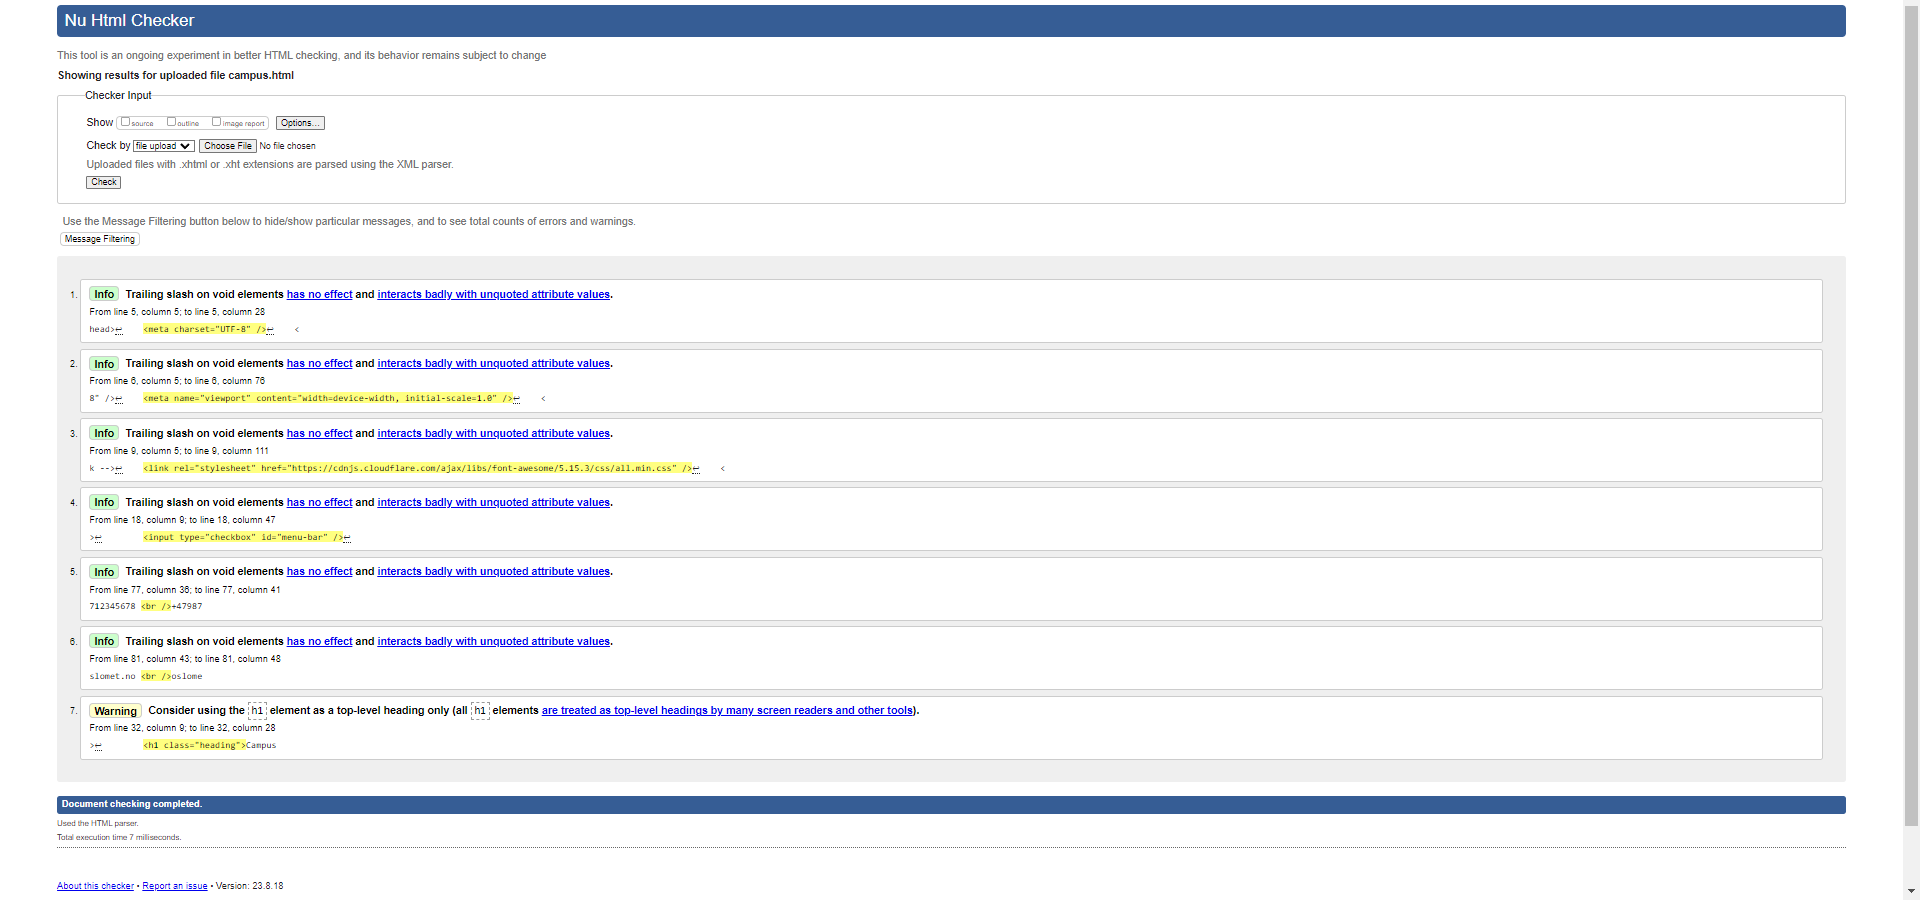 Nu Html Checker
This tool is an ongoing experiment in better HTML checking, and its behavior remains subject to change
Showing results for uploaded file campus.html
Checker Input
Show source outline image report Options...
Check by file upload Choose File No file chosen
Uploaded files with .xhtml or .xht extensions are parsed using the XML parser.
Check
Use the Message Filtering button below to hide/show particular messages, and to see total counts of errors and warnings.
Message Filtering
1. Info Trailing slash on void elements has no effect and interacts badly with unquoted attribute values.
From line 5, column 5; to line 5, column 28
head>↩    <meta charset="UTF-8" />↩    <
2. Info Trailing slash on void elements has no effect and interacts badly with unquoted attribute values.
From line 6, column 5; to line 6, column 76
8" />↩    <meta name="viewport" content="width=device-width, initial-scale=1.0" />↩    <
3. Info Trailing slash on void elements has no effect and interacts badly with unquoted attribute values.
From line 9, column 5; to line 9, column 111
k -->↩    <link rel="stylesheet" href="https://cdnjs.cloudflare.com/ajax/libs/font-awesome/5.15.3/css/all.min.css" />↩    <
4. Info Trailing slash on void elements has no effect and interacts badly with unquoted attribute values.
From line 18, column 9; to line 18, column 47
>↩        <input type="checkbox" id="menu-bar" />↩
5. Info Trailing slash on void elements has no effect and interacts badly with unquoted attribute values.
From line 77, column 36; to line 77, column 41
712345678 <br />+47987
6. Info Trailing slash on void elements has no effect and interacts badly with unquoted attribute values.
From line 81, column 43; to line 81, column 48
slomet.no <br />oslome
7. Warning Consider using the h1 element as a top-level heading only (all h1 elements are treated as top-level headings by many screen readers and other tools).
From line 32, column 9; to line 32, column 28
>↩        <h1 class="heading">Campus
Document checking completed.
Used the HTML parser.
Total execution time 7 milliseconds.
About this checker • Report an issue • Version: 23.8.18